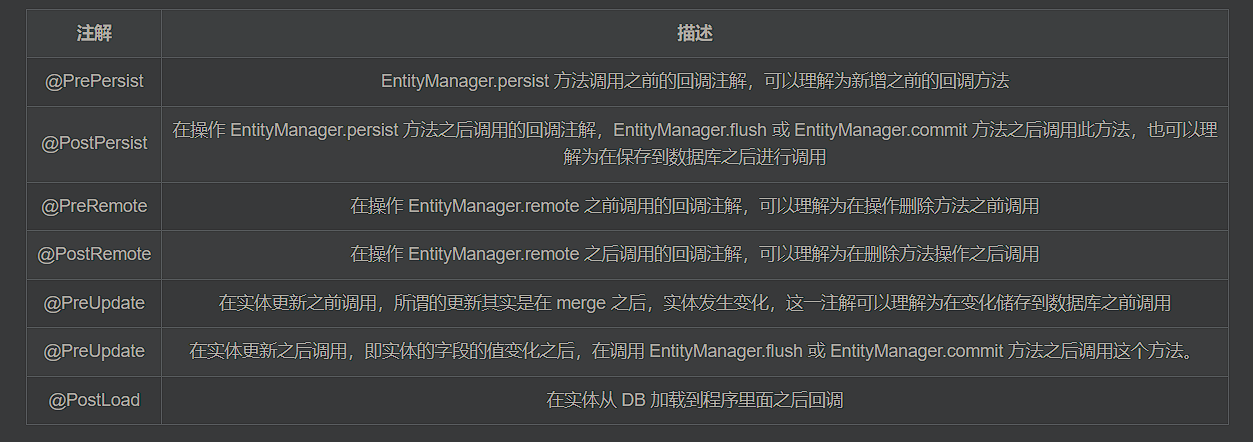 注解 描述
@PrePersist EntityManager.persist 方法调用之前的回调注解，可以理解为新增之前的回调方法
@PostPersist 在操作 EntityManager.persist 方法之后调用的回调注解，EntityManager.flush 或 EntityManager.commit 方法之后调用此方法，也可以理
解为在保存到数据库之后进行调用
@PreRemote 在操作 EntityManager.remote 之前调用的回调注解，可以理解为在操作删除方法之前调用
@PostRemote 在操作 EntityManager.remote 之后调用的回调注解，可以理解为在删除方法操作之后调用
@PreUpdate 在实体更新之前调用，所谓的更新其实是在 merge 之后，实体发生变化，这一注解可以理解为在变化储存到数据库之前调用
@PreUpdate 在实体更新之后调用，即实体的字段的值变化之后，在调用 EntityManager.flush 或 EntityManager.commit 方法之后调用这个方法。
@PostLoad 在实体从 DB 加载到程序里面之后回调